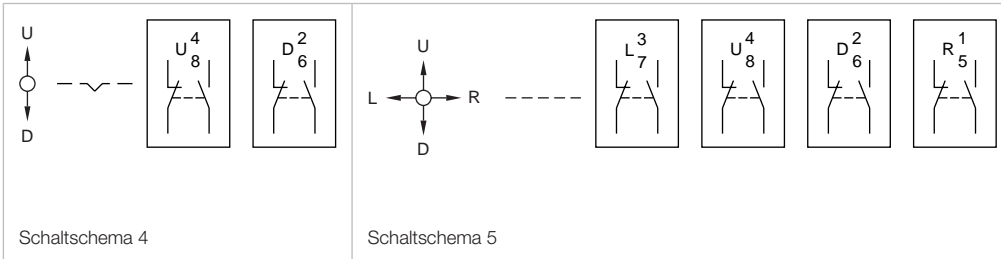 U
D
U 4 8
D 2 6
Schaltschema 4
U
L R
D
L 3 7
U 4 8
D 2 6
R 1 5
Schaltschema 5